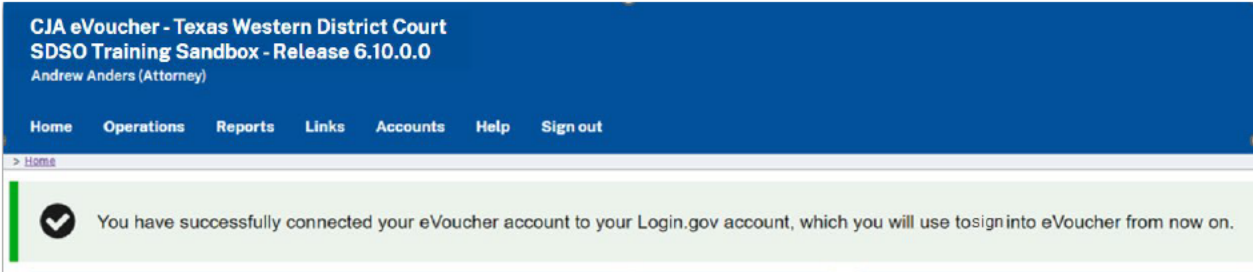 CJA eVoucher - Texas Western District Court
SDSO Training Sandbox - Release 6.10.0.0
Andrew Anders (Attorney)
Home Operations Reports Links Accounts Help Sign out
> Home
You have successfully connected your eVoucher account to your Login.gov account, which you will use tosign into eVoucher from now on.